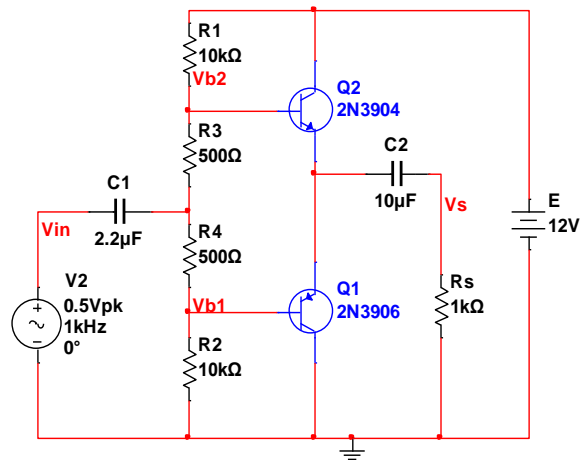 R1
10kΩ
Vb2
Q2
2N3904
R3
500Ω
C1
2.2µF
Vin
C2
10µF
Vs
E
12V
R4
500Ω
Vb1
Q1
2N3906
Rs
1kΩ
V2
0.5Vpk
1kHz
0°
R2
10kΩ